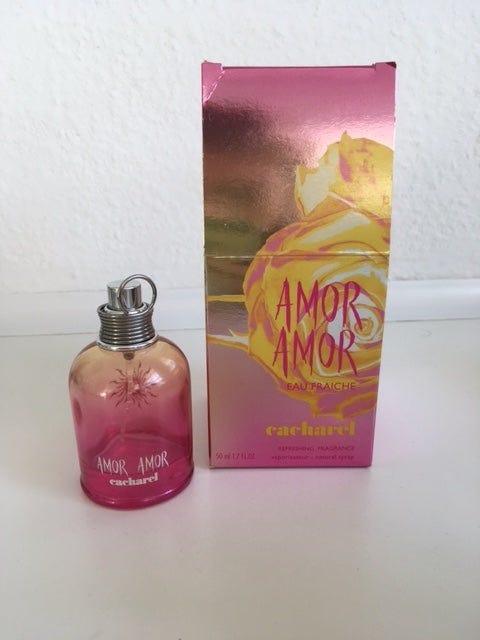 AMOR
AMOR
EAU FRAICHE
cacharel
REFRESHING FRAGRANCE
50 ml 1.7 FL.OZ. vaporisateur - natural spray
AMOR AMOR
cacharel